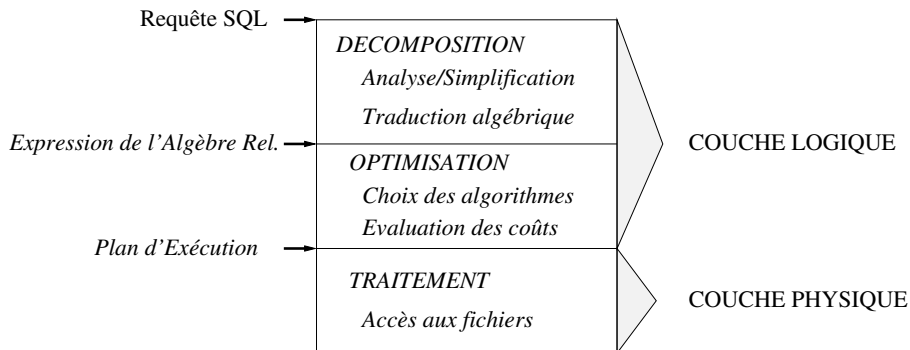 Requête SQL
DECOMPOSITION
Analyse/Simplification
Traduction algébrique
Expression de l'Algèbre Rel.
COUCHE LOGIQUE
OPTIMISATION
Choix des algorithmes
Evaluation des coûts
Plan d'Exécution
TRAITEMENT
COUCHE PHYSIQUE
Accès aux fichiers